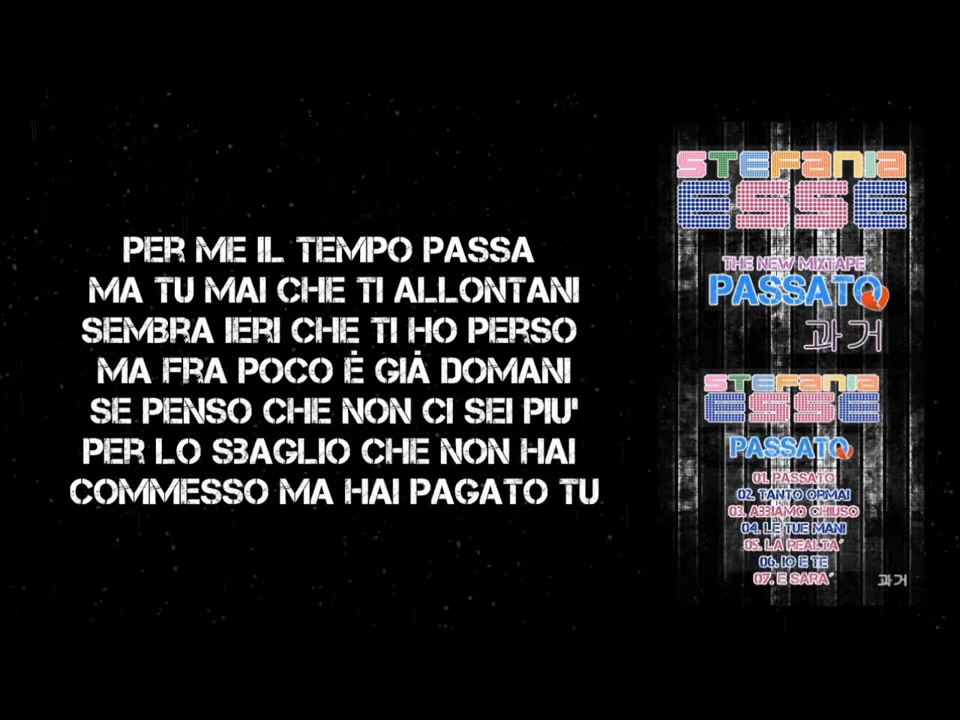 PER ME IL TEMPO PASSA
MA TU MAI CHE TI ALLONTANI
SEMBRA IERI CHE TI HO PERSO
MA FRA POCO È GIÀ DOMANI
SE PENSO CHE NON CI SEI PIU'
PER LO SBAGLIO CHE NON HAI
COMMESSO MA HAI PAGATO TU
STEFANIA
ESSE
THE NEW MIXTAPE
PASSATO
과거
STEFANIA
ESSE
PASSATO
01. PASSATO
02. TANTO ORMAI
03. ABBIAMO CHIUSO
04. LE TUE MANI
05. LA REALTA´
06. IO E TE
07. E SARA´
과거